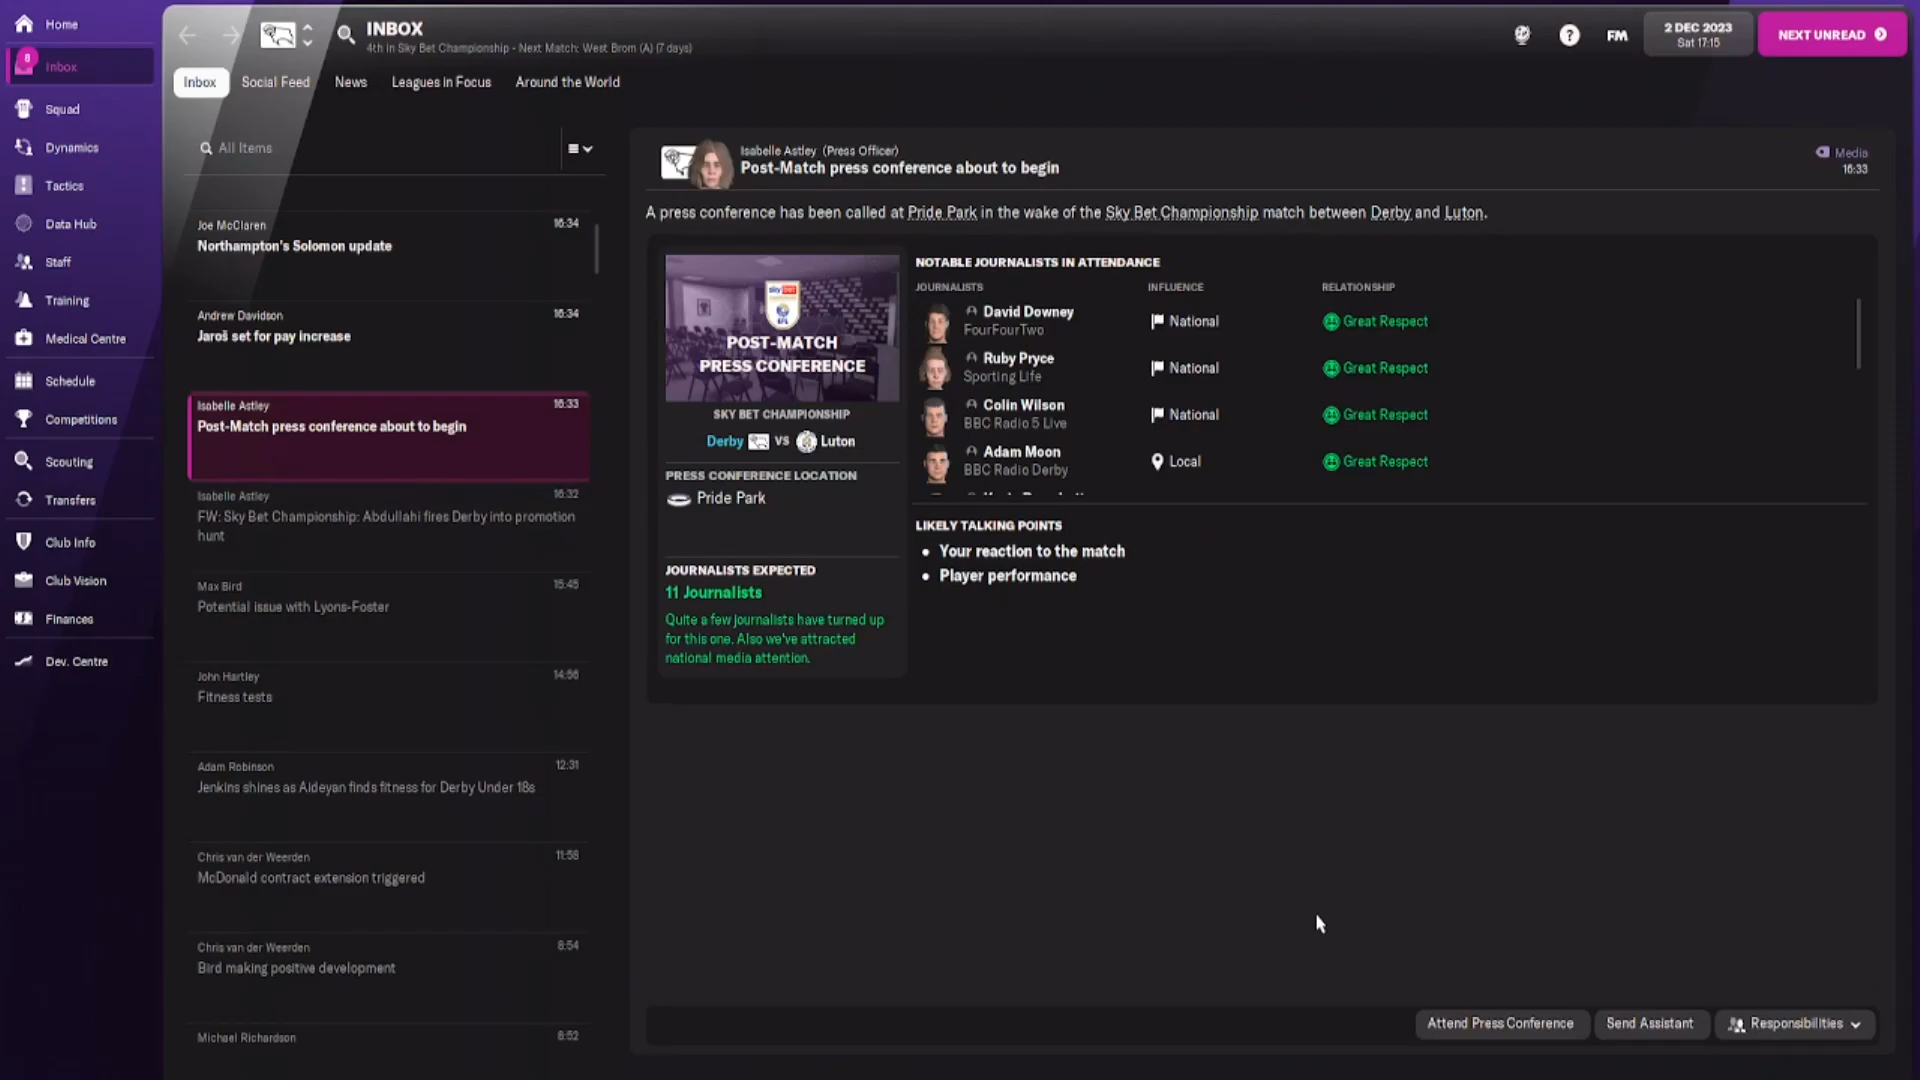 Home
8
Inbox
Squad
Dynamics
Tactics
Data Hub
Staff
Training
Medical Centre
Schedule
Competitions
Scouting
Transfers
Club Info
Club Vision
Finances
Dev. Centre
INBOX
4th in Sky Bet Championship - Next Match: West Brom (A) (7 days)
?
FM
2 DEC 2023
Sat 17:15
NEXT UNREAD
Inbox
Social Feed
News
Leagues in Focus
Around the World
All Items
Joe McClaren 16:34
Northampton's Solomon update
Andrew Davidson 16:34
Jaroš set for pay increase
Isabelle Astley 16:33
Post-Match press conference about to begin
Isabelle Astley 16:32
FW: Sky Bet Championship: Abdullahi fires Derby into promotion
hunt
Max Bird 15:45
Potential issue with Lyons-Foster
John Hartley 14:56
Fitness tests
Adam Robinson 12:31
Jenkins shines as Aideyan finds fitness for Derby Under 18s
Chris van der Weerden 11:58
McDonald contract extension triggered
Chris van der Weerden 8:54
Bird making positive development
Michael Richardson 8:52
Isabelle Astley (Press Officer)
Post-Match press conference about to begin
Media
16:33
A press conference has been called at Pride Park in the wake of the Sky Bet Championship match between Derby and Luton.
sky bet
EFL
POST-MATCH
PRESS CONFERENCE
SKY BET CHAMPIONSHIP
Derby VS Luton
PRESS CONFERENCE LOCATION
Pride Park
JOURNALISTS EXPECTED
11 Journalists
Quite a few journalists have turned up
for this one. Also we've attracted
national media attention.
NOTABLE JOURNALISTS IN ATTENDANCE
JOURNALISTS INFLUENCE RELATIONSHIP
David Downey
FourFourTwo
National
Great Respect
Ruby Pryce
Sporting Life
National
Great Respect
Colin Wilson
BBC Radio 5 Live
National
Great Respect
Adam Moon
BBC Radio Derby
Local
Great Respect
LIKELY TALKING POINTS
• Your reaction to the match
• Player performance
Attend Press Conference
Send Assistant
Responsibilities